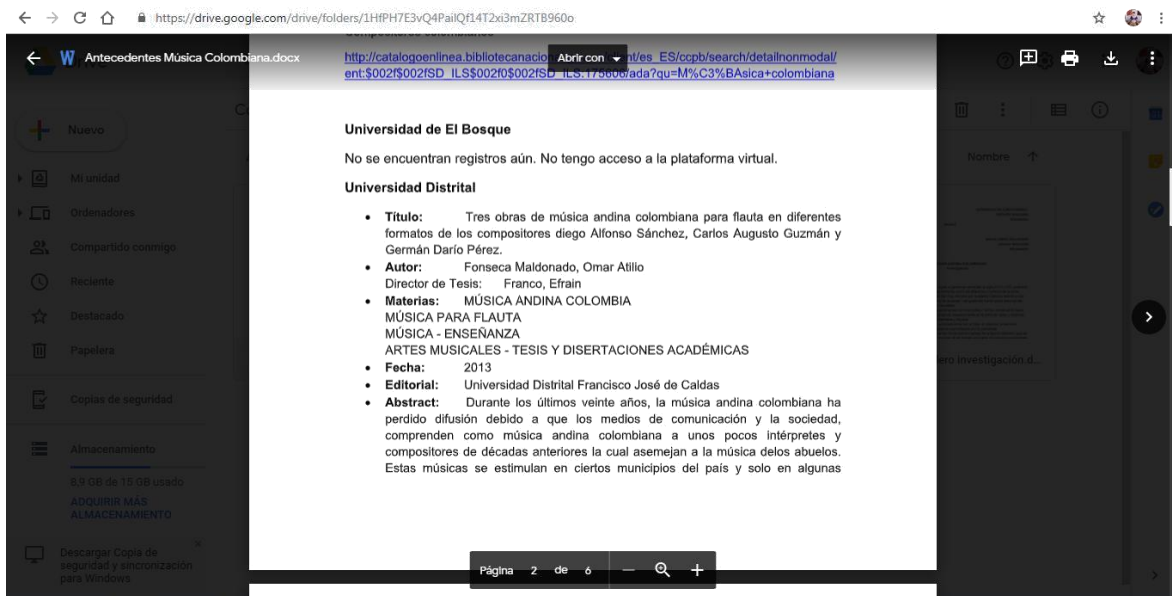 https://drive.google.com/drive/folders/1HfPH7E3vQ4PailQf14T2xi3mZRTB960o
Antecedentes Música Colombiana.docx
Abrir con
http://catalogoenlinea.bibliotecanacion nt/es_ES/ccpb/search/detailnonmodal/
ent:$002f$002fSD_ILS$002f0$002fSD_ILS:175606/ada?qu=M%C3%BAsica+colombiana
Nuevo
Mi unidad
Ordenadores
Compartido conmigo
Reciente
Destacado
Papelera
Copias de seguridad
Almacenamiento
8,9 GB de 15 GB usado
ADQUIRIR MÁS
ALMACENAMIENTO
Descargar Copia de
seguridad y sincronización
para Windows
Universidad de El Bosque
No se encuentran registros aún. No tengo acceso a la plataforma virtual.
Universidad Distrital
• Título: Tres obras de música andina colombiana para flauta en diferentes
formatos de los compositores diego Alfonso Sánchez, Carlos Augusto Guzmán y
Germán Darío Pérez.
• Autor: Fonseca Maldonado, Omar Atilio
Director de Tesis: Franco, Efrain
• Materias: MÚSICA ANDINA COLOMBIA
MÚSICA PARA FLAUTA
MÚSICA - ENSEÑANZA
ARTES MUSICALES - TESIS Y DISERTACIONES ACADÉMICAS
• Fecha: 2013
• Editorial: Universidad Distrital Francisco José de Caldas
• Abstract: Durante los últimos veinte años, la música andina colombiana ha
perdido difusión debido a que los medios de comunicación y la sociedad,
comprenden como música andina colombiana a unos pocos intérpretes y
compositores de décadas anteriores la cual asemejan a la música delos abuelos.
Estas músicas se estimulan en ciertos municipios del país y solo en algunas
Nombre
ero investigación d...
Página 2 de 6